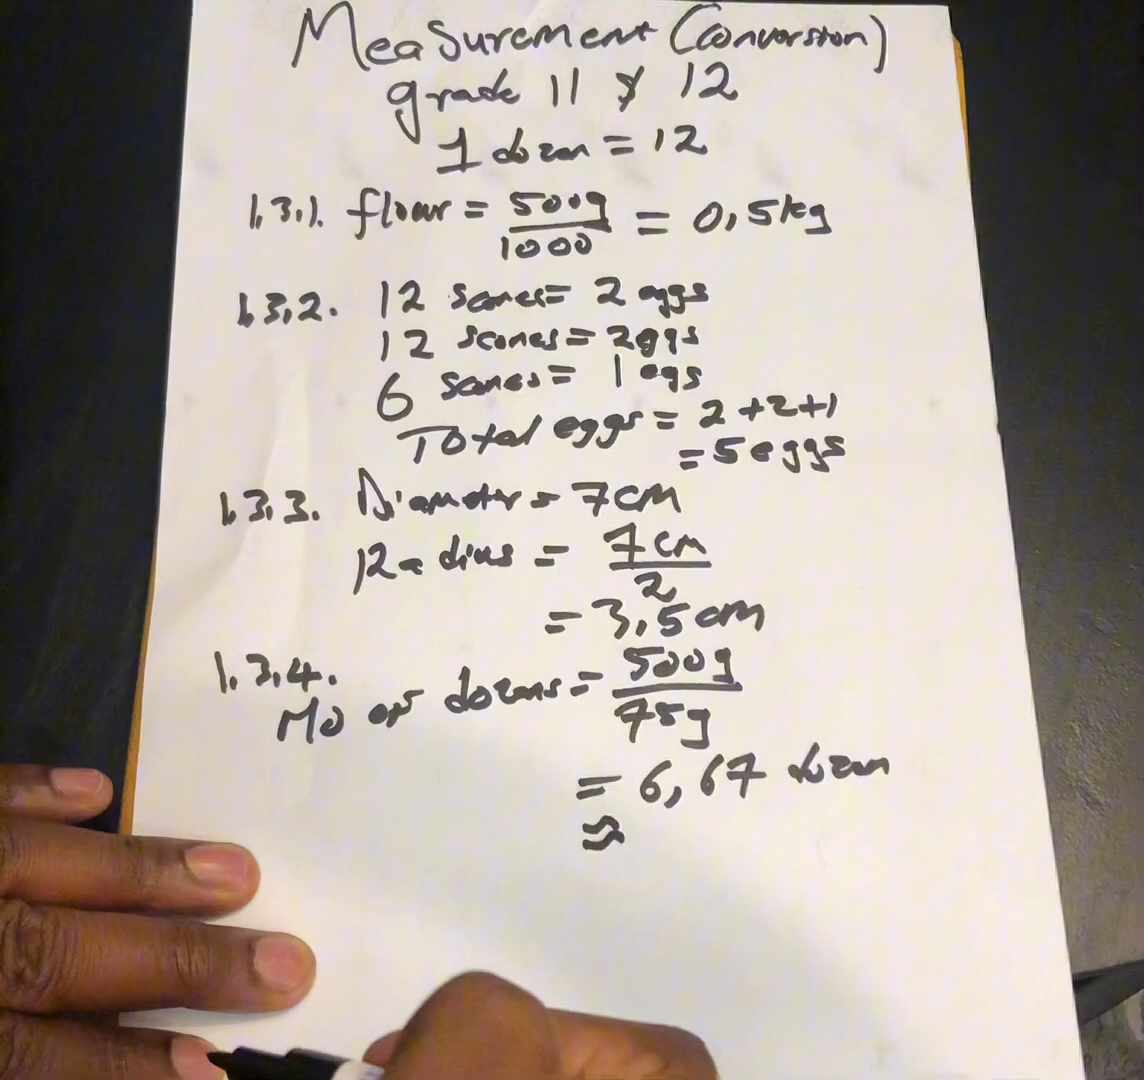 Measurement (Conversion)
grade 11 & 12
1 dozen = 12
1.3.1. flour = 500g/1000 = 0,5kg
1.3.2. 12 scones = 2 eggs
12 scones = 2 eggs
6 scones = 1 eggs
Total eggs = 2+2+1
= 5 eggs
1.3.3. Diameter = 7cm
Radius = 7cm/2
= 3,5cm
1.3.4.
No of dozens = 500g/75g
= 6,67 dozen
≈